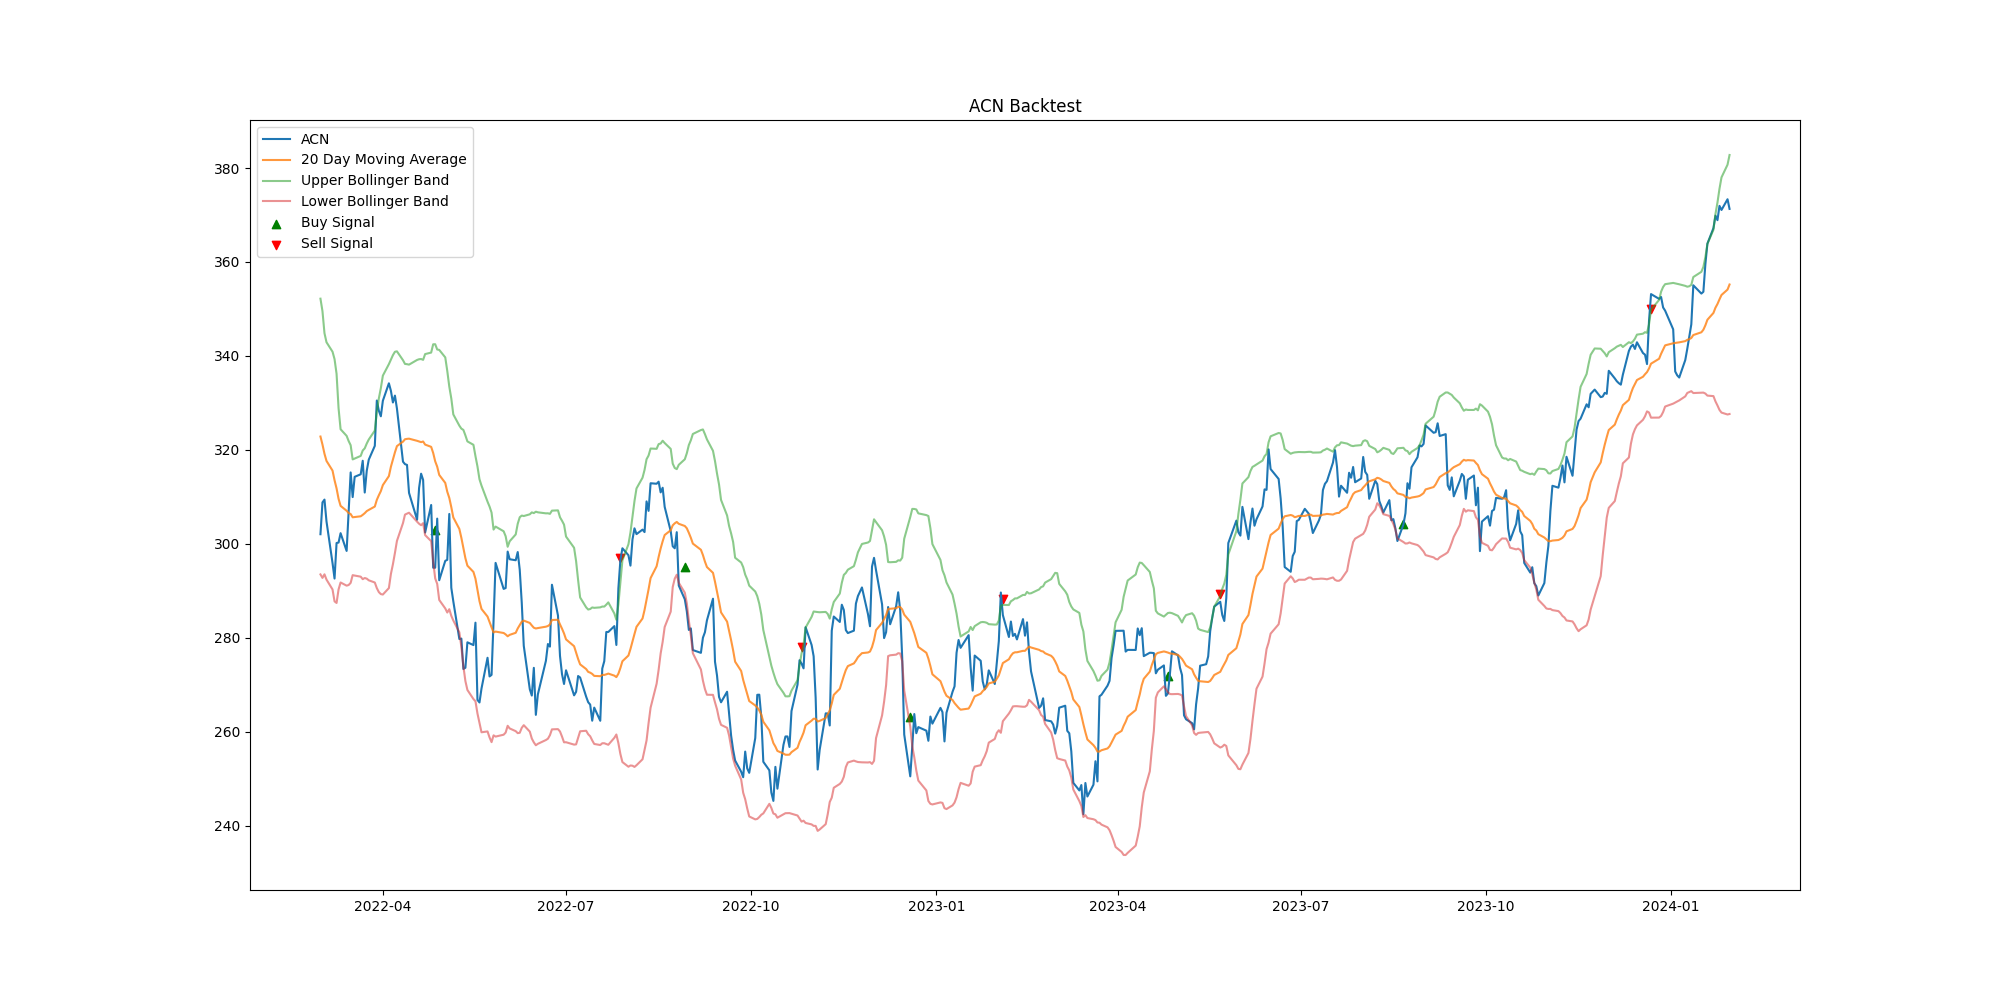 ACN Backtest
ACN
20 Day Moving Average
Upper Bollinger Band
Lower Bollinger Band
Buy Signal
Sell Signal
380
360
340
320
300
280
260
240
2022-04
2022-07
2022-10
2023-01
2023-04
2023-07
2023-10
2024-01